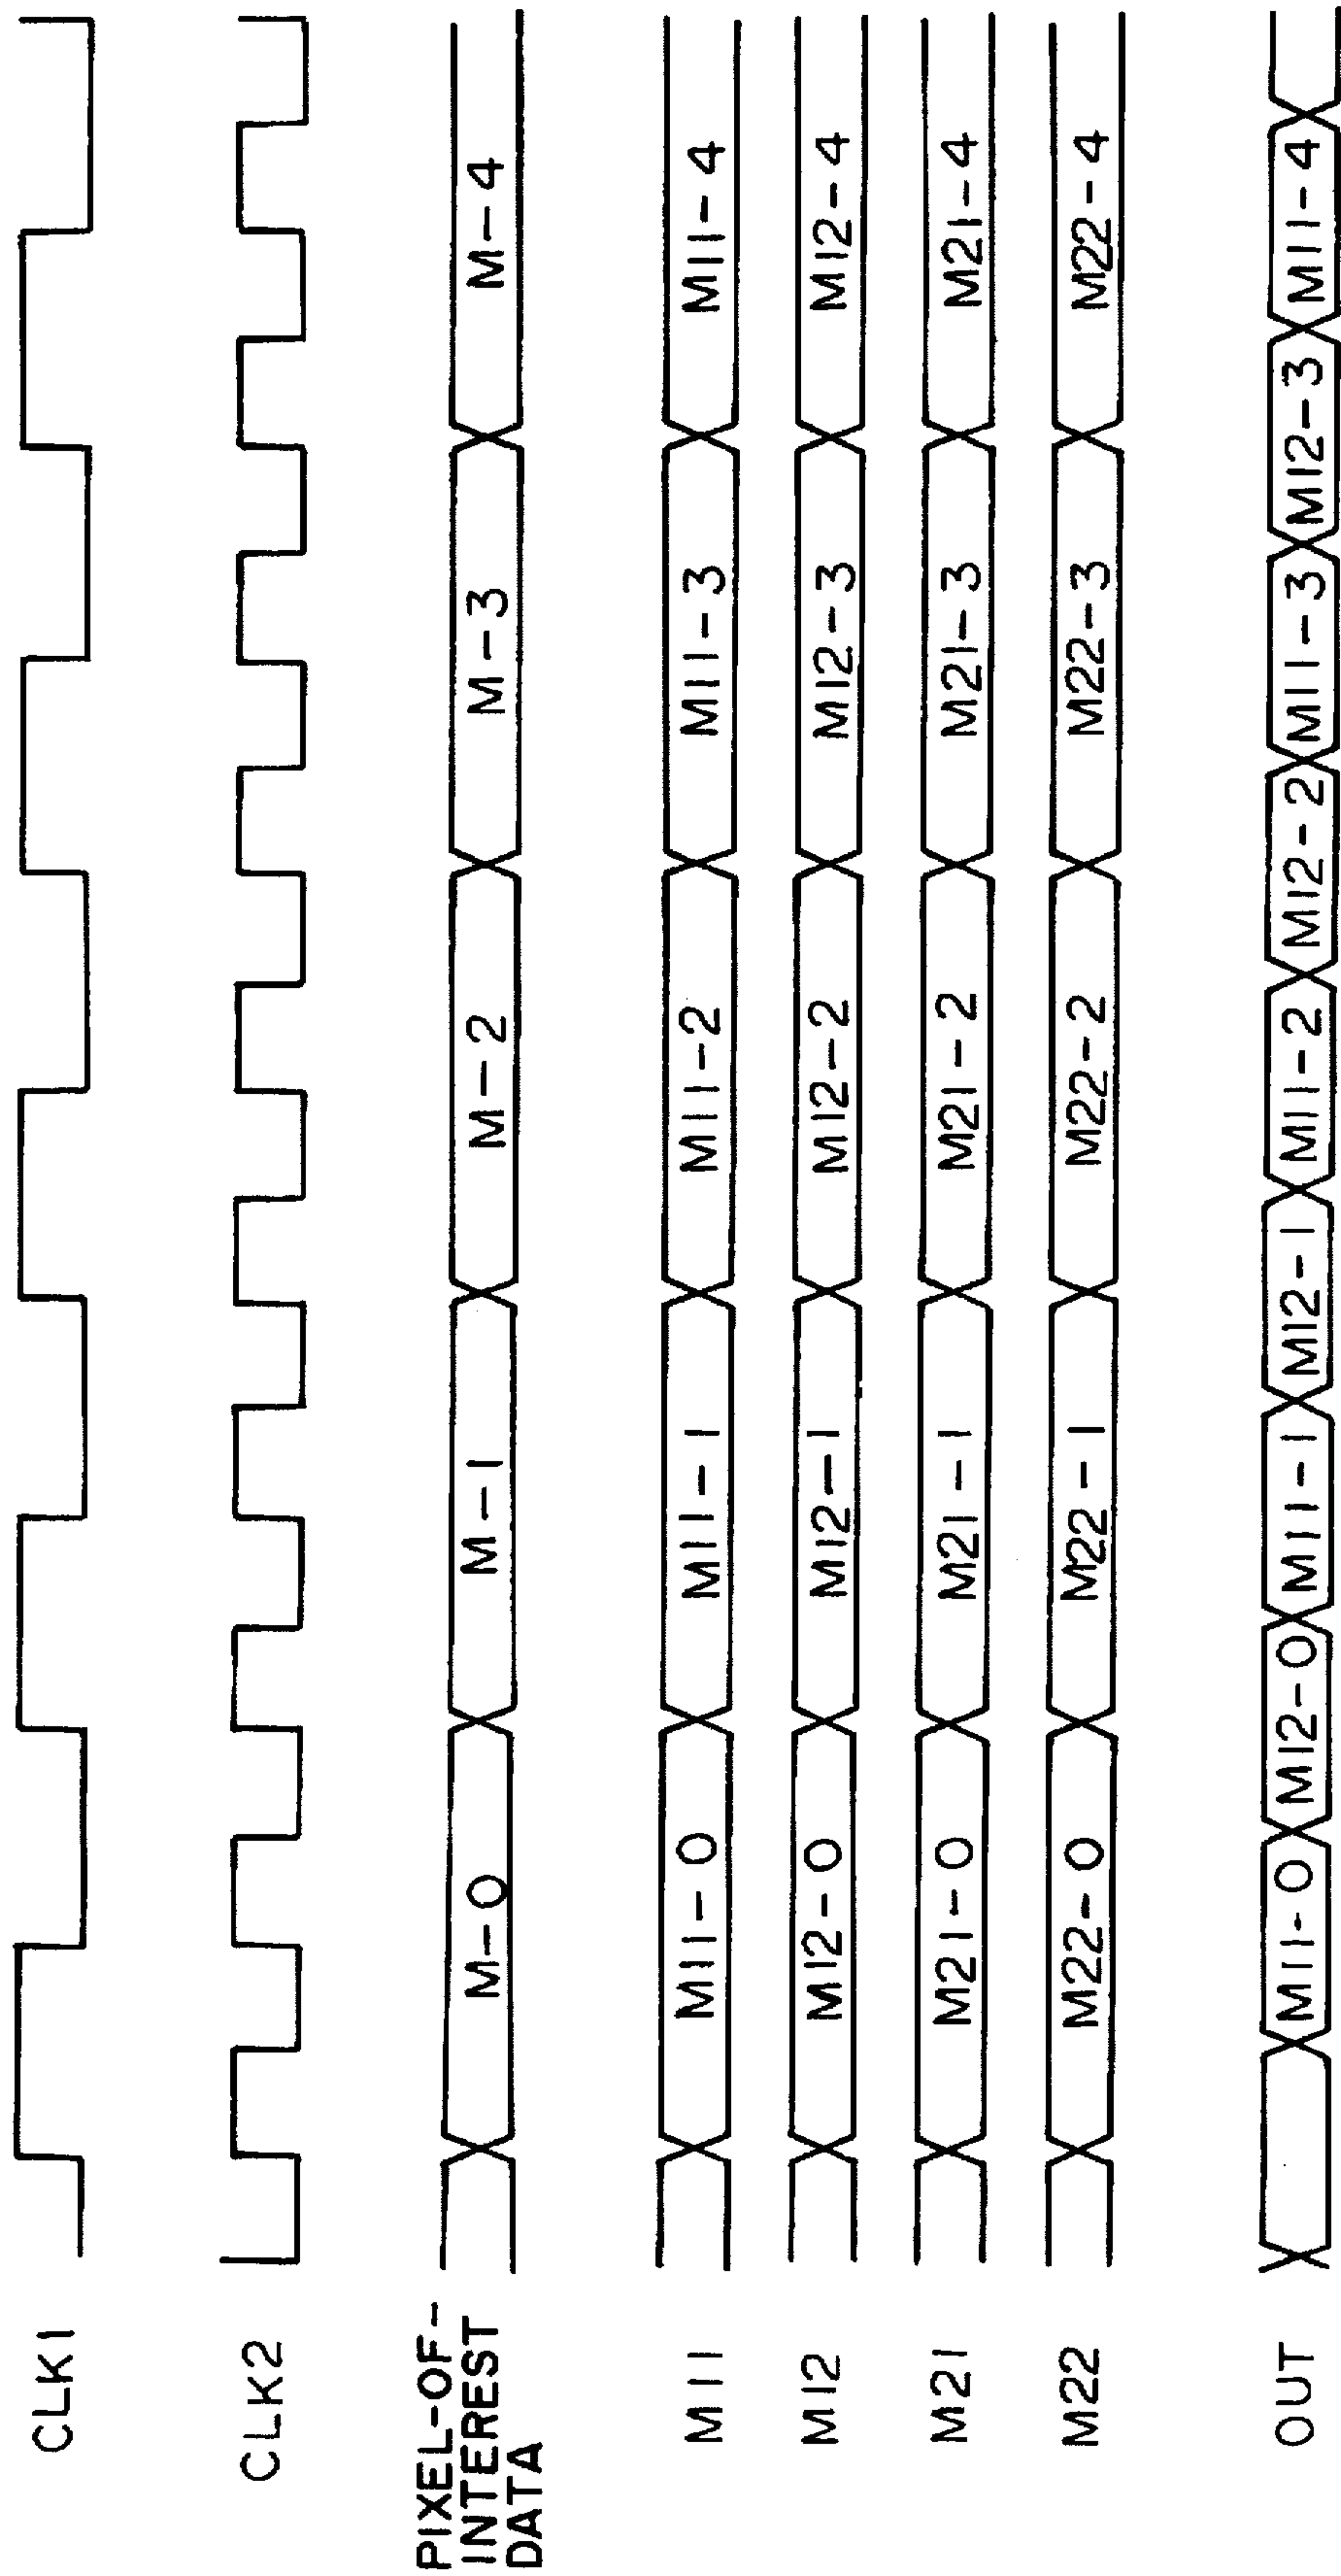 CLK1
CLK2
PIXEL-OF-
INTEREST
DATA
M-0 M-1 M-2 M-3 M-4
M11
M11-0 M11-1 M11-2 M11-3 M11-4
M12
M12-0 M12-1 M12-2 M12-3 M12-4
M21
M21-0 M21-1 M21-2 M21-3 M21-4
M22
M22-0 M22-1 M22-2 M22-3 M22-4
OUT
M11-0 M12-0 M11-1 M12-1 M11-2 M12-2 M11-3 M12-3 M11-4